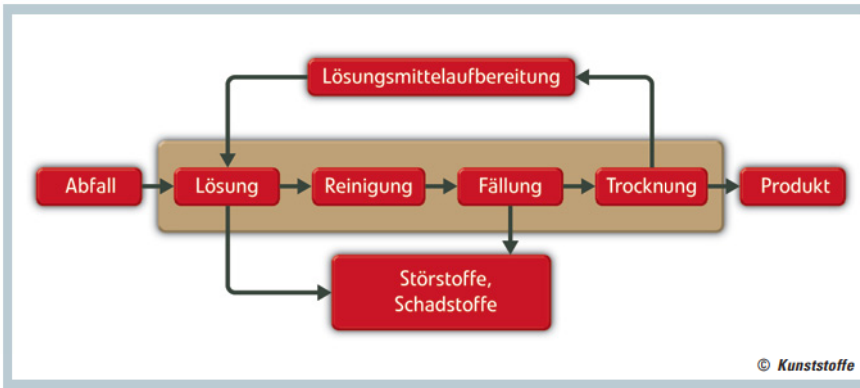 Lösungsmittelaufbereitung
Abfall
Lösung
Reinigung
Fällung
Trocknung
Produkt
Störstoffe,
Schadstoffe
© Kunststoffe